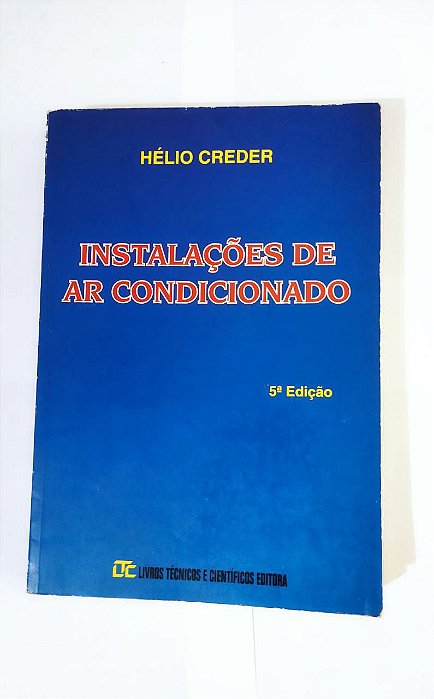 HÉLIO CREDER
INSTALAÇÕES DE
AR CONDICIONADO
5ª Edição
LTC LIVROS TÉCNICOS E CIENTÍFICOS EDITORA